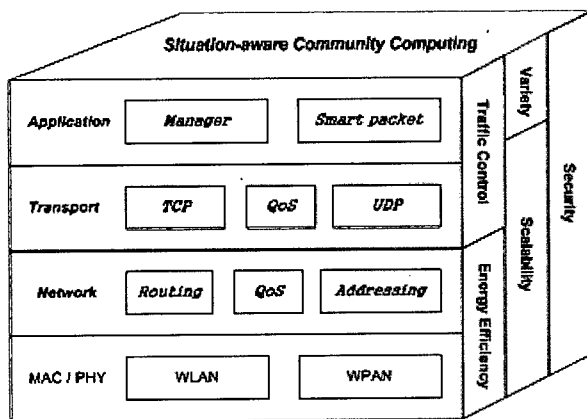 Situation-aware Community Computing
Application
Manager
Smart packet
Transport
TCP
QoS
UDP
Network
Routing
QoS
Addressing
MAC / PHY
WLAN
WPAN
Traffic Control
Energy Efficiency
Variety
Scalability
Security